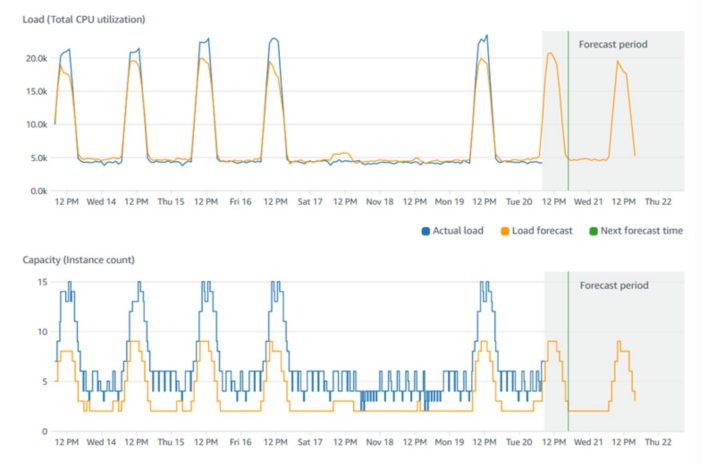 Load (Total CPU utilization)
Forecast period
20.0k
15.0k
10.0k
5.0k
0.0k
12 PM Wed 14 12 PM Thu 15 12 PM Fri 16 12 PM Sat 17 12 PM Nov 18 12 PM Mon 19 12 PM Tue 20 12 PM Wed 21 12 PM Thu 22
Actual load Load forecast Next forecast time
Capacity (Instance count)
Forecast period
15
10
5
0
12 PM Wed 14 12 PM Thu 15 12 PM Fri 16 12 PM Sat 17 12 PM Nov 18 12 PM Mon 19 12 PM Tue 20 12 PM Wed 21 12 PM Thu 22